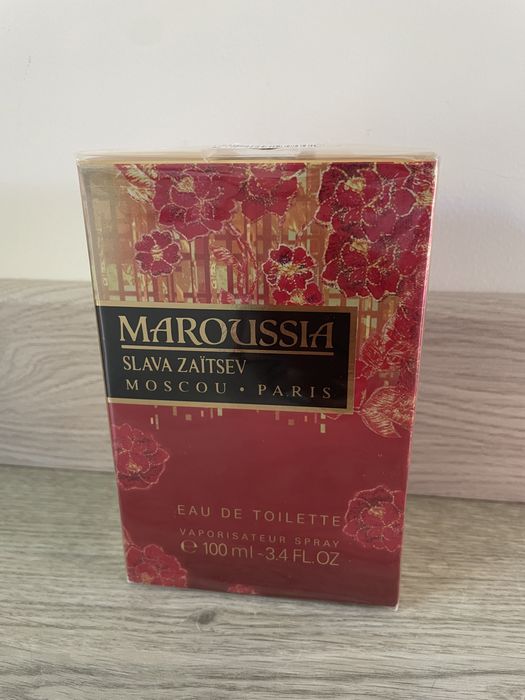 MAROUSSIA
SLAVA ZAÏTSEV
MOSCOU • PARIS
EAU DE TOILETTE
VAPORISATEUR SPRAY
℮ 100 ml - 3.4 FL.OZ